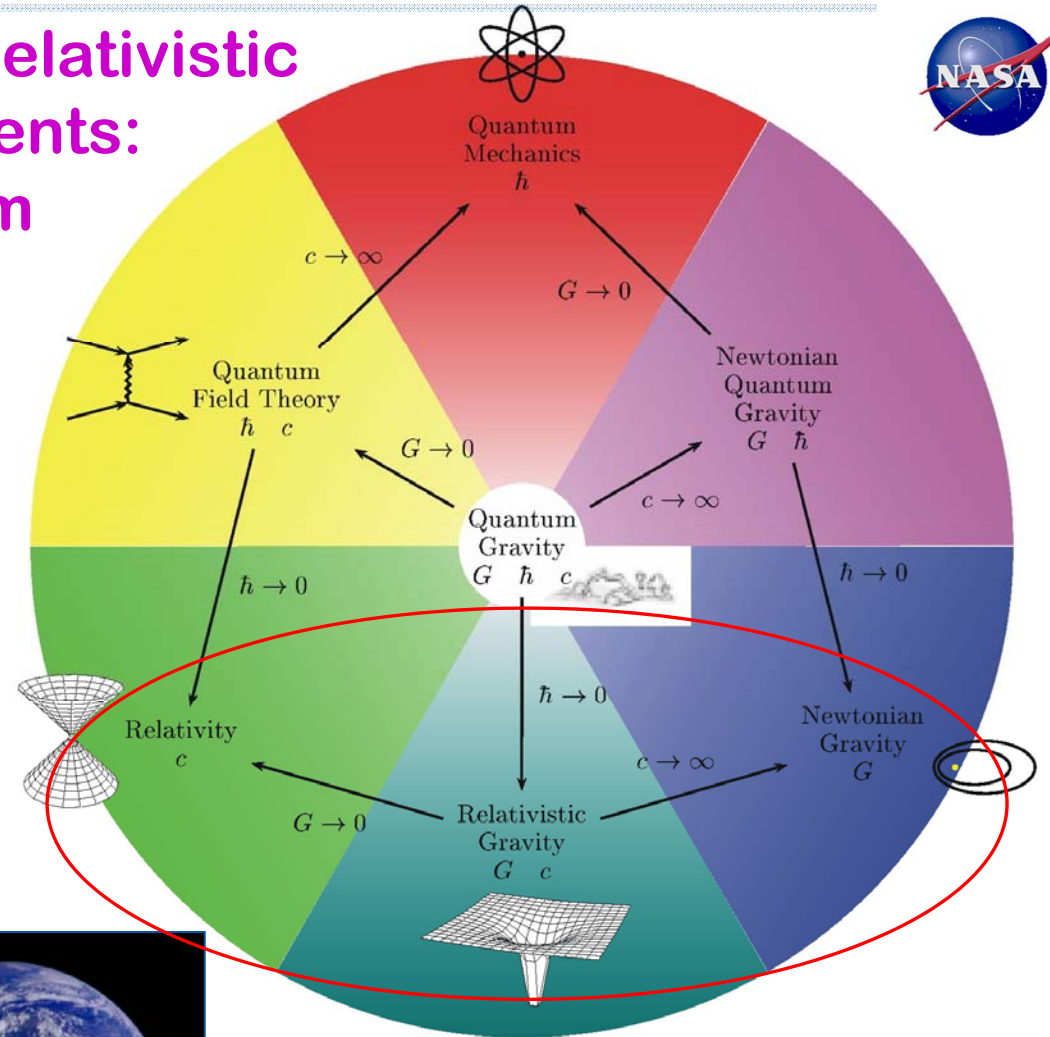 elativistic
ents:
m
NASA
Quantum
Mechanics
ħ
c → ∞
G → 0
Quantum
Field Theory
ħ c
Newtonian
Quantum
Gravity
G ħ
G → 0
c → ∞
Quantum
Gravity
G ħ c
ħ → 0
ħ → 0
ħ → 0
Relativity
c
Newtonian
Gravity
G
c → ∞
G → 0
Relativistic
Gravity
G c